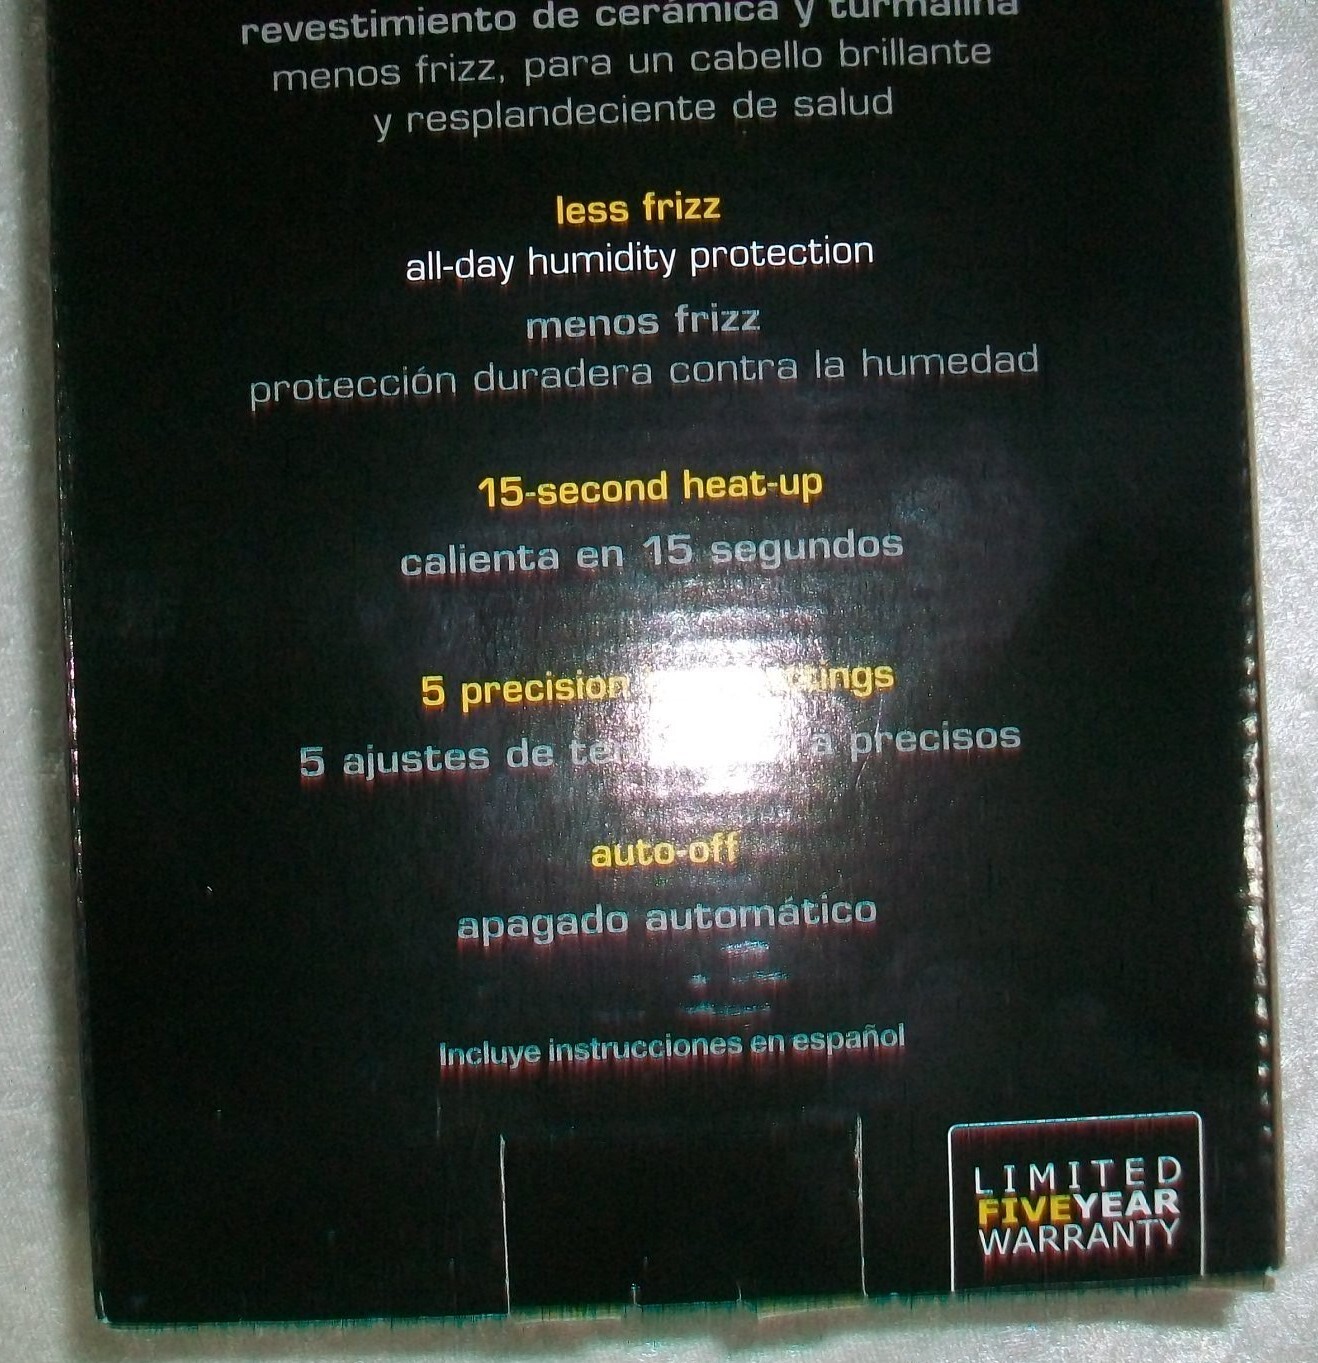 revestimiento de cerámica y turmalina
menos frizz, para un cabello brillante
y resplandeciente de salud
less frizz
all-day humidity protection
menos frizz
protección duradera contra la humedad
15-second heat-up
calienta en 15 segundos
5 precision
5 ajustes de precisos
auto-off
apagado automático
Incluye instrucciones en español
LIMITED
FIVEYEAR
WARRANTY